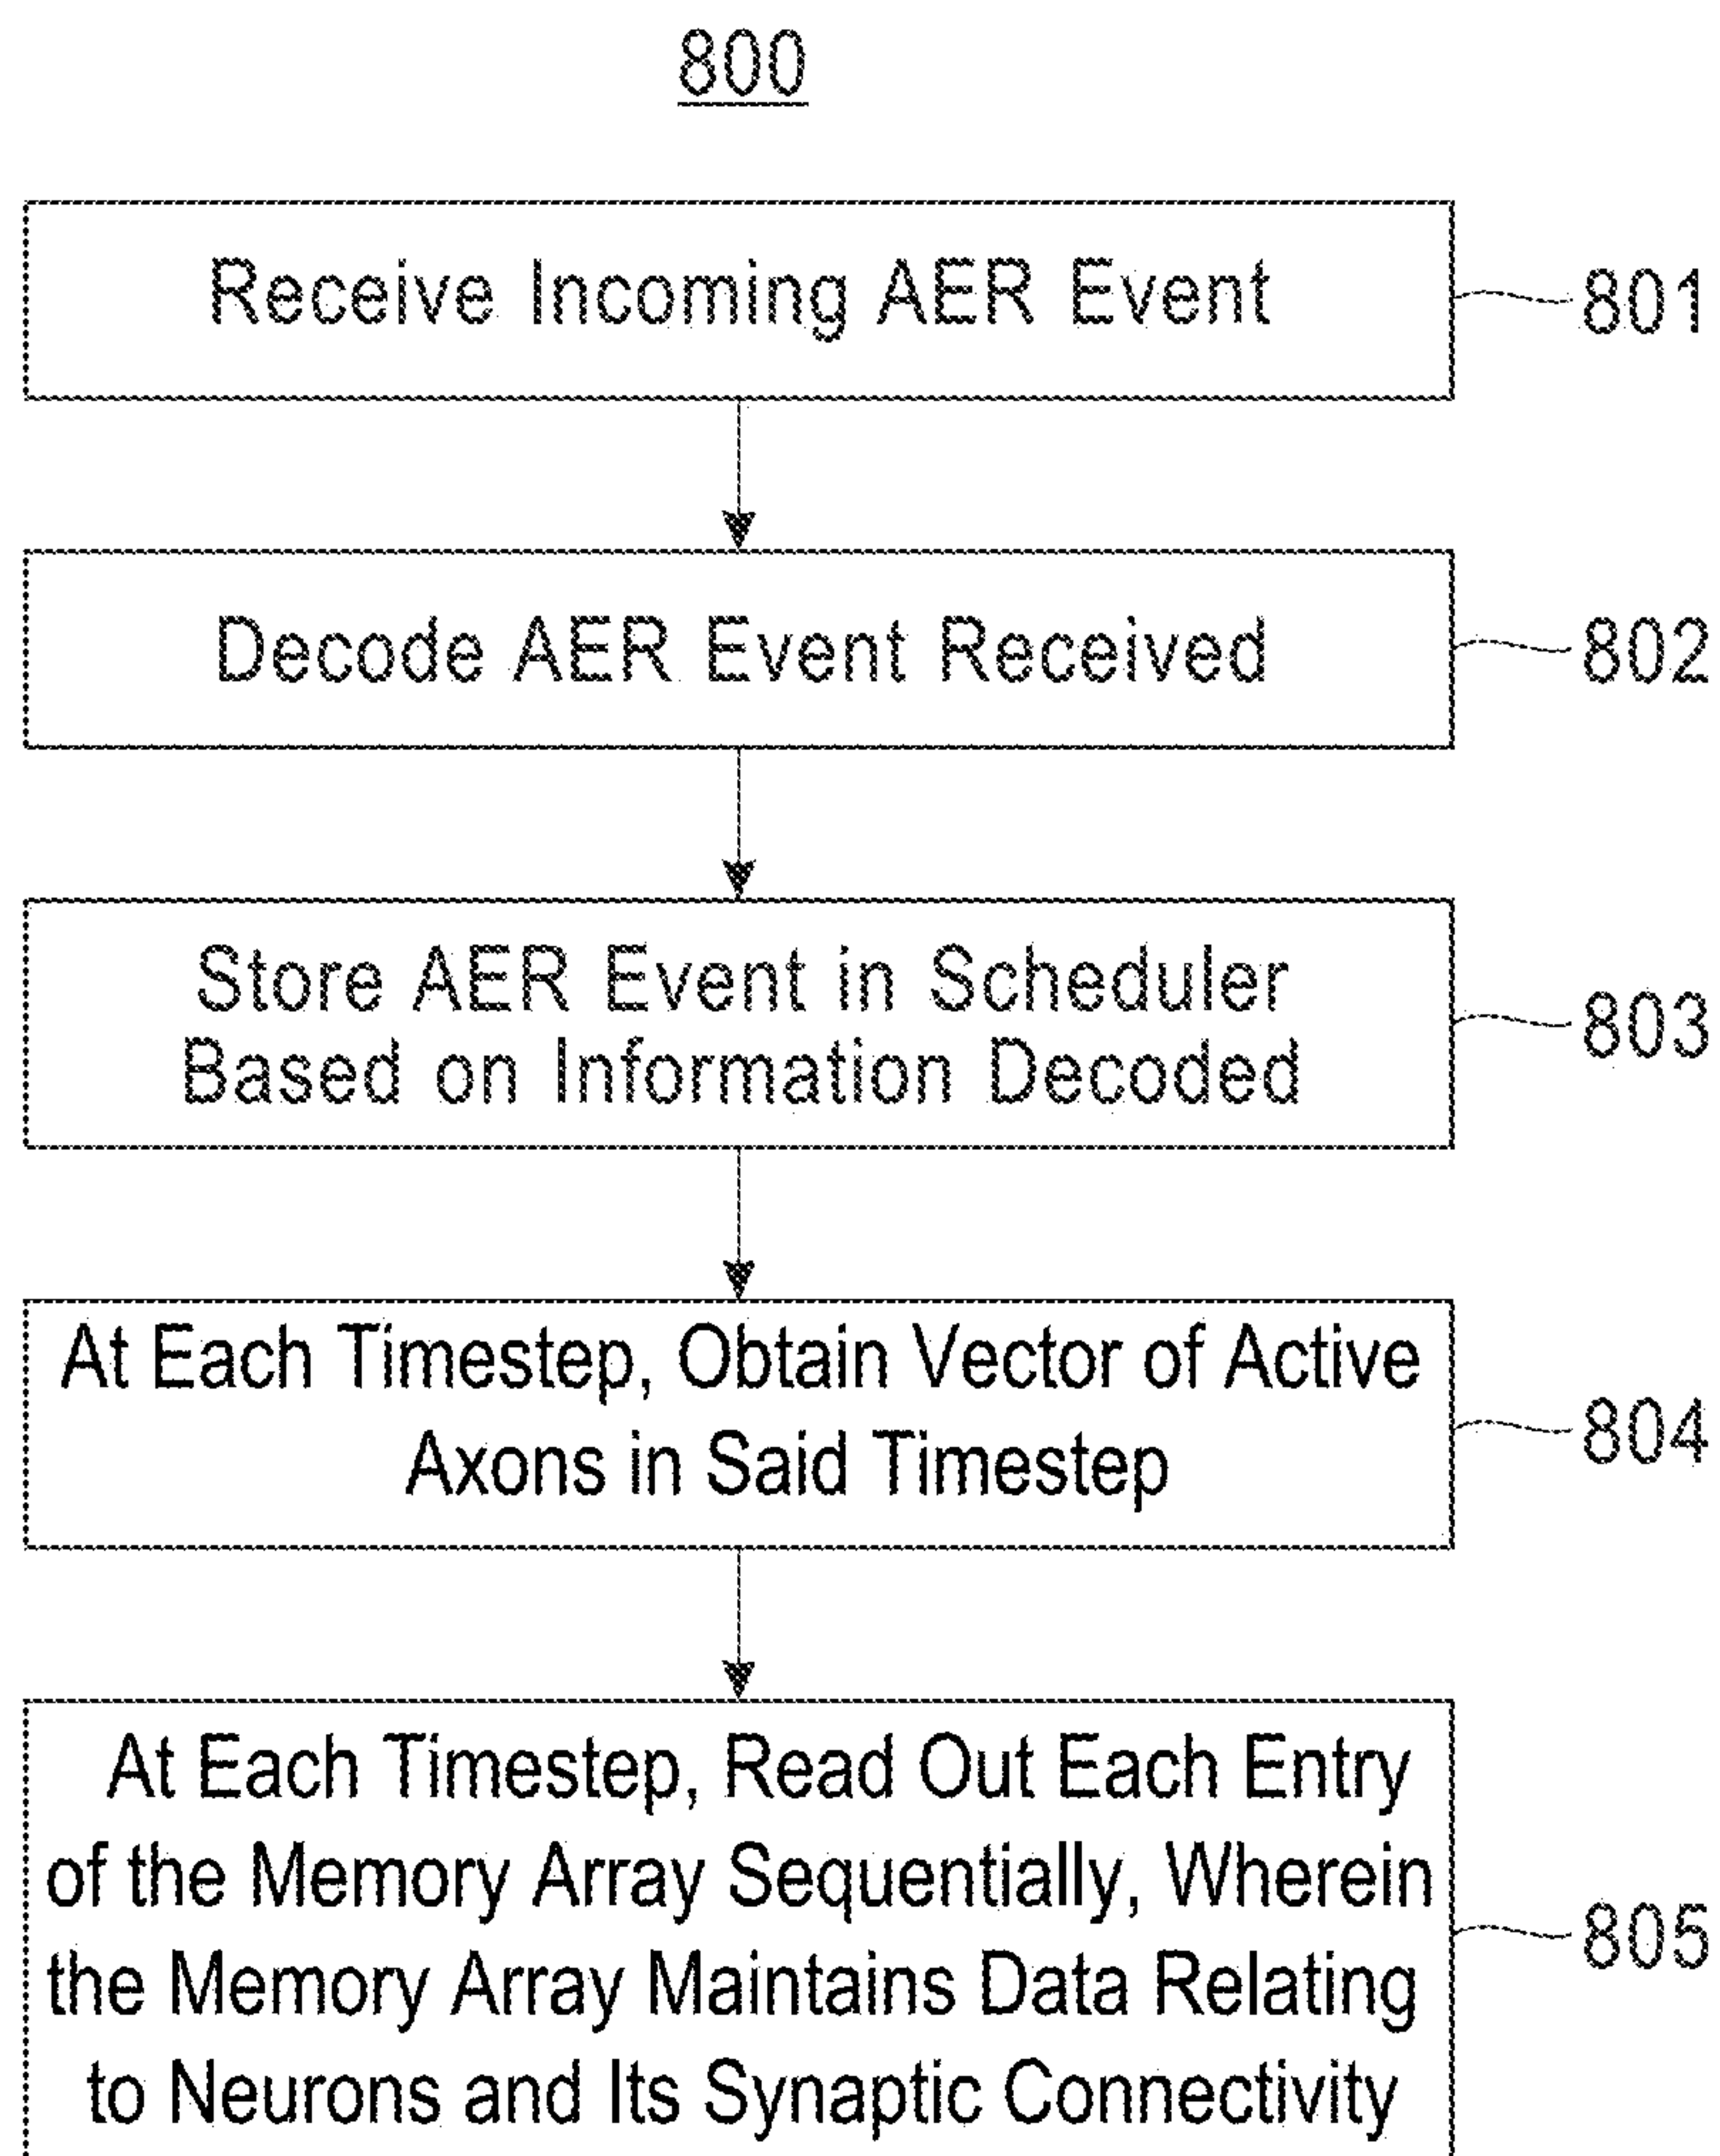 800
Receive Incoming AER Event
801
Decode AER Event Received
802
Store AER Event in Scheduler
Based on Information Decoded
803
At Each Timestep, Obtain Vector of Active
Axons in Said Timestep
804
At Each Timestep, Read Out Each Entry
of the Memory Array Sequentially, Wherein
the Memory Array Maintains Data Relating
to Neurons and Its Synaptic Connectivity
805